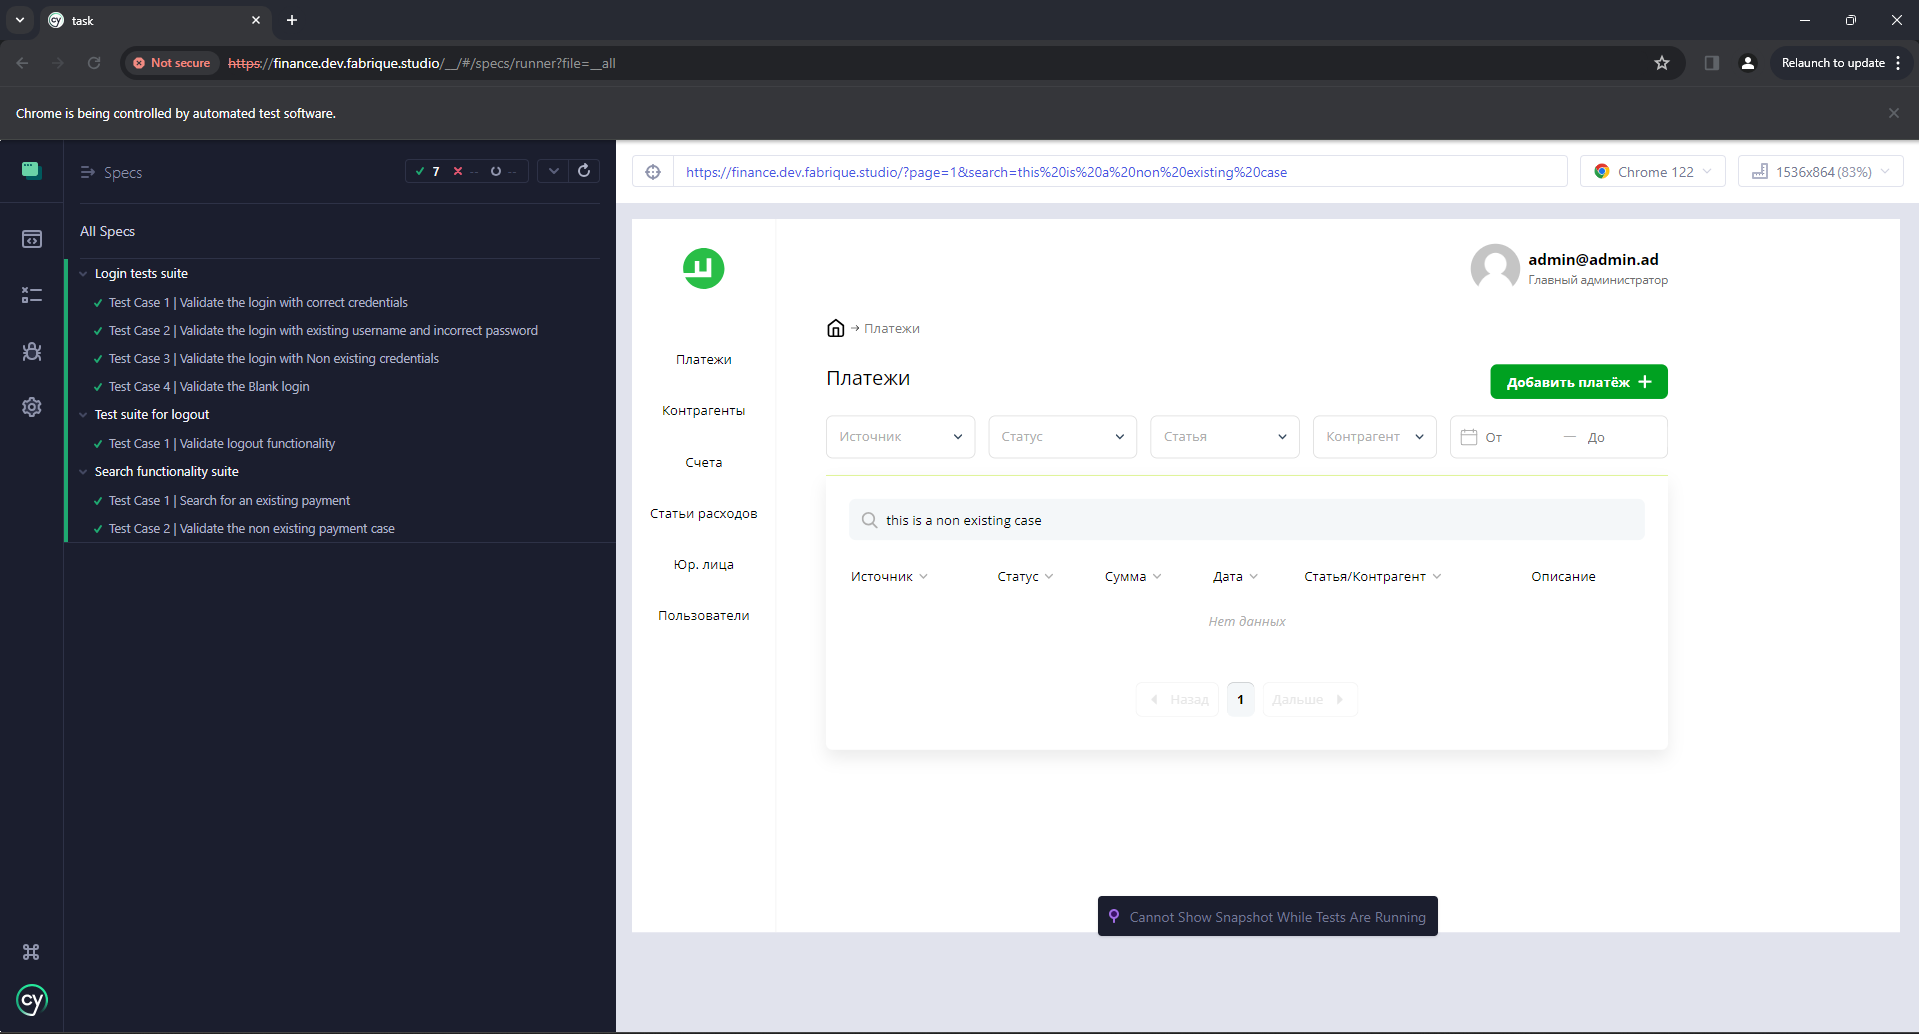 task
Not secure
https://finance.dev.fabrique.studio/__/#/specs/runner?file=__all
Relaunch to update
Chrome is being controlled by automated test software.
Specs
7
--
--
https://finance.dev.fabrique.studio/?page=1&search=this%20is%20a%20non%20existing%20case
Chrome 122
1536x864 (83%)
All Specs
Login tests suite
Test Case 1 | Validate the login with correct credentials
Test Case 2 | Validate the login with existing username and incorrect password
Test Case 3 | Validate the login with Non existing credentials
Test Case 4 | Validate the Blank login
Test suite for logout
Test Case 1 | Validate logout functionality
Search functionality suite
Test Case 1 | Search for an existing payment
Test Case 2 | Validate the non existing payment case
cy
Платежи
Контрагенты
Счета
Статьи расходов
Юр. лица
Пользователи
admin@admin.ad
Главный администратор
→ Платежи
Платежи
Добавить платёж +
Источник
Статус
Статья
Контрагент
От — До
this is a non existing case
Источник Статус Сумма Дата Статья/Контрагент Описание
Нет данных
Назад 1 Дальше
Cannot Show Snapshot While Tests Are Running